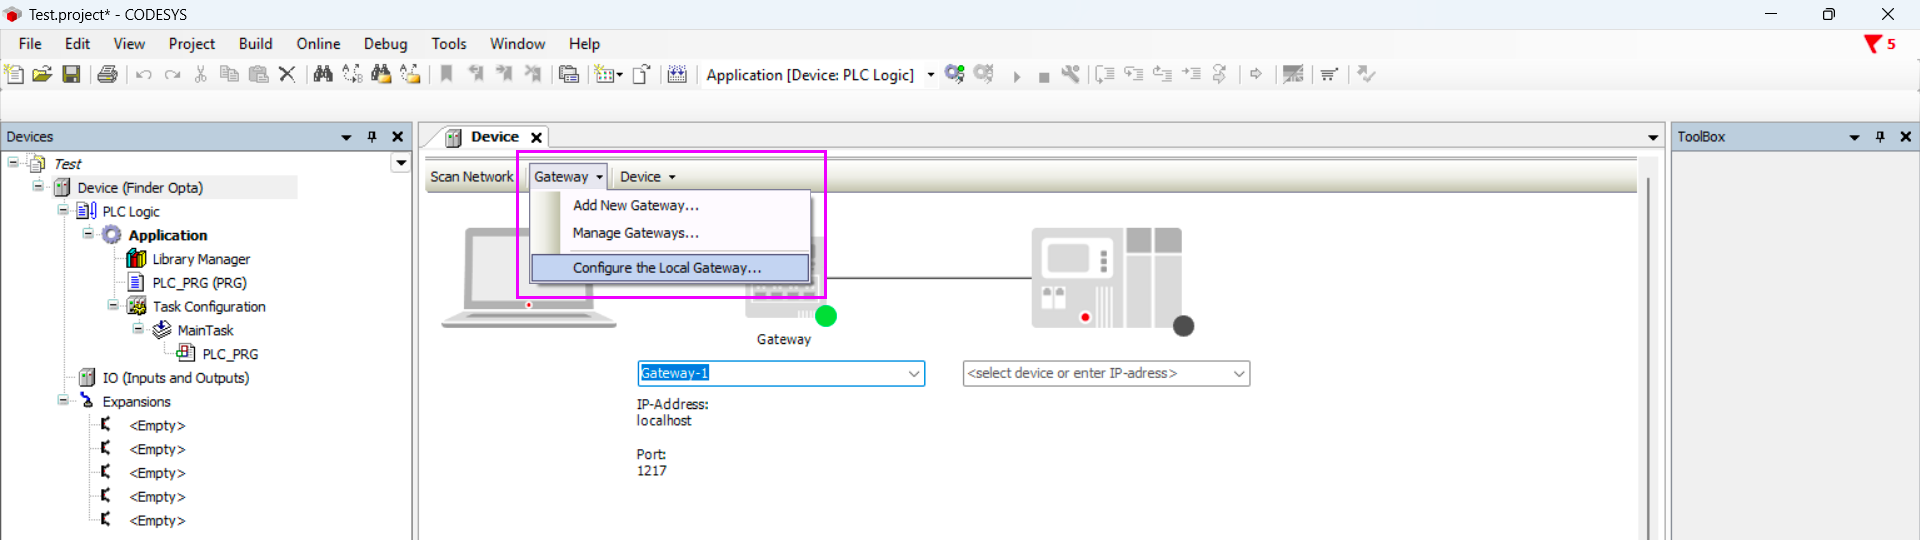 Test.project* - CODESYS
File Edit View Project Build Online Debug Tools Window Help
5
Application [Device: PLC Logic]
Devices
Test
Device (Finder Opta)
PLC Logic
Application
Library Manager
PLC_PRG (PRG)
Task Configuration
MainTask
PLC_PRG
IO (Inputs and Outputs)
Expansions
<Empty>
<Empty>
<Empty>
<Empty>
<Empty>
Device
Scan Network Gateway Device
Add New Gateway...
Manage Gateways...
Configure the Local Gateway...
Gateway
Gateway-1
<select device or enter IP-adress>
IP-Address:
localhost
Port:
1217
ToolBox